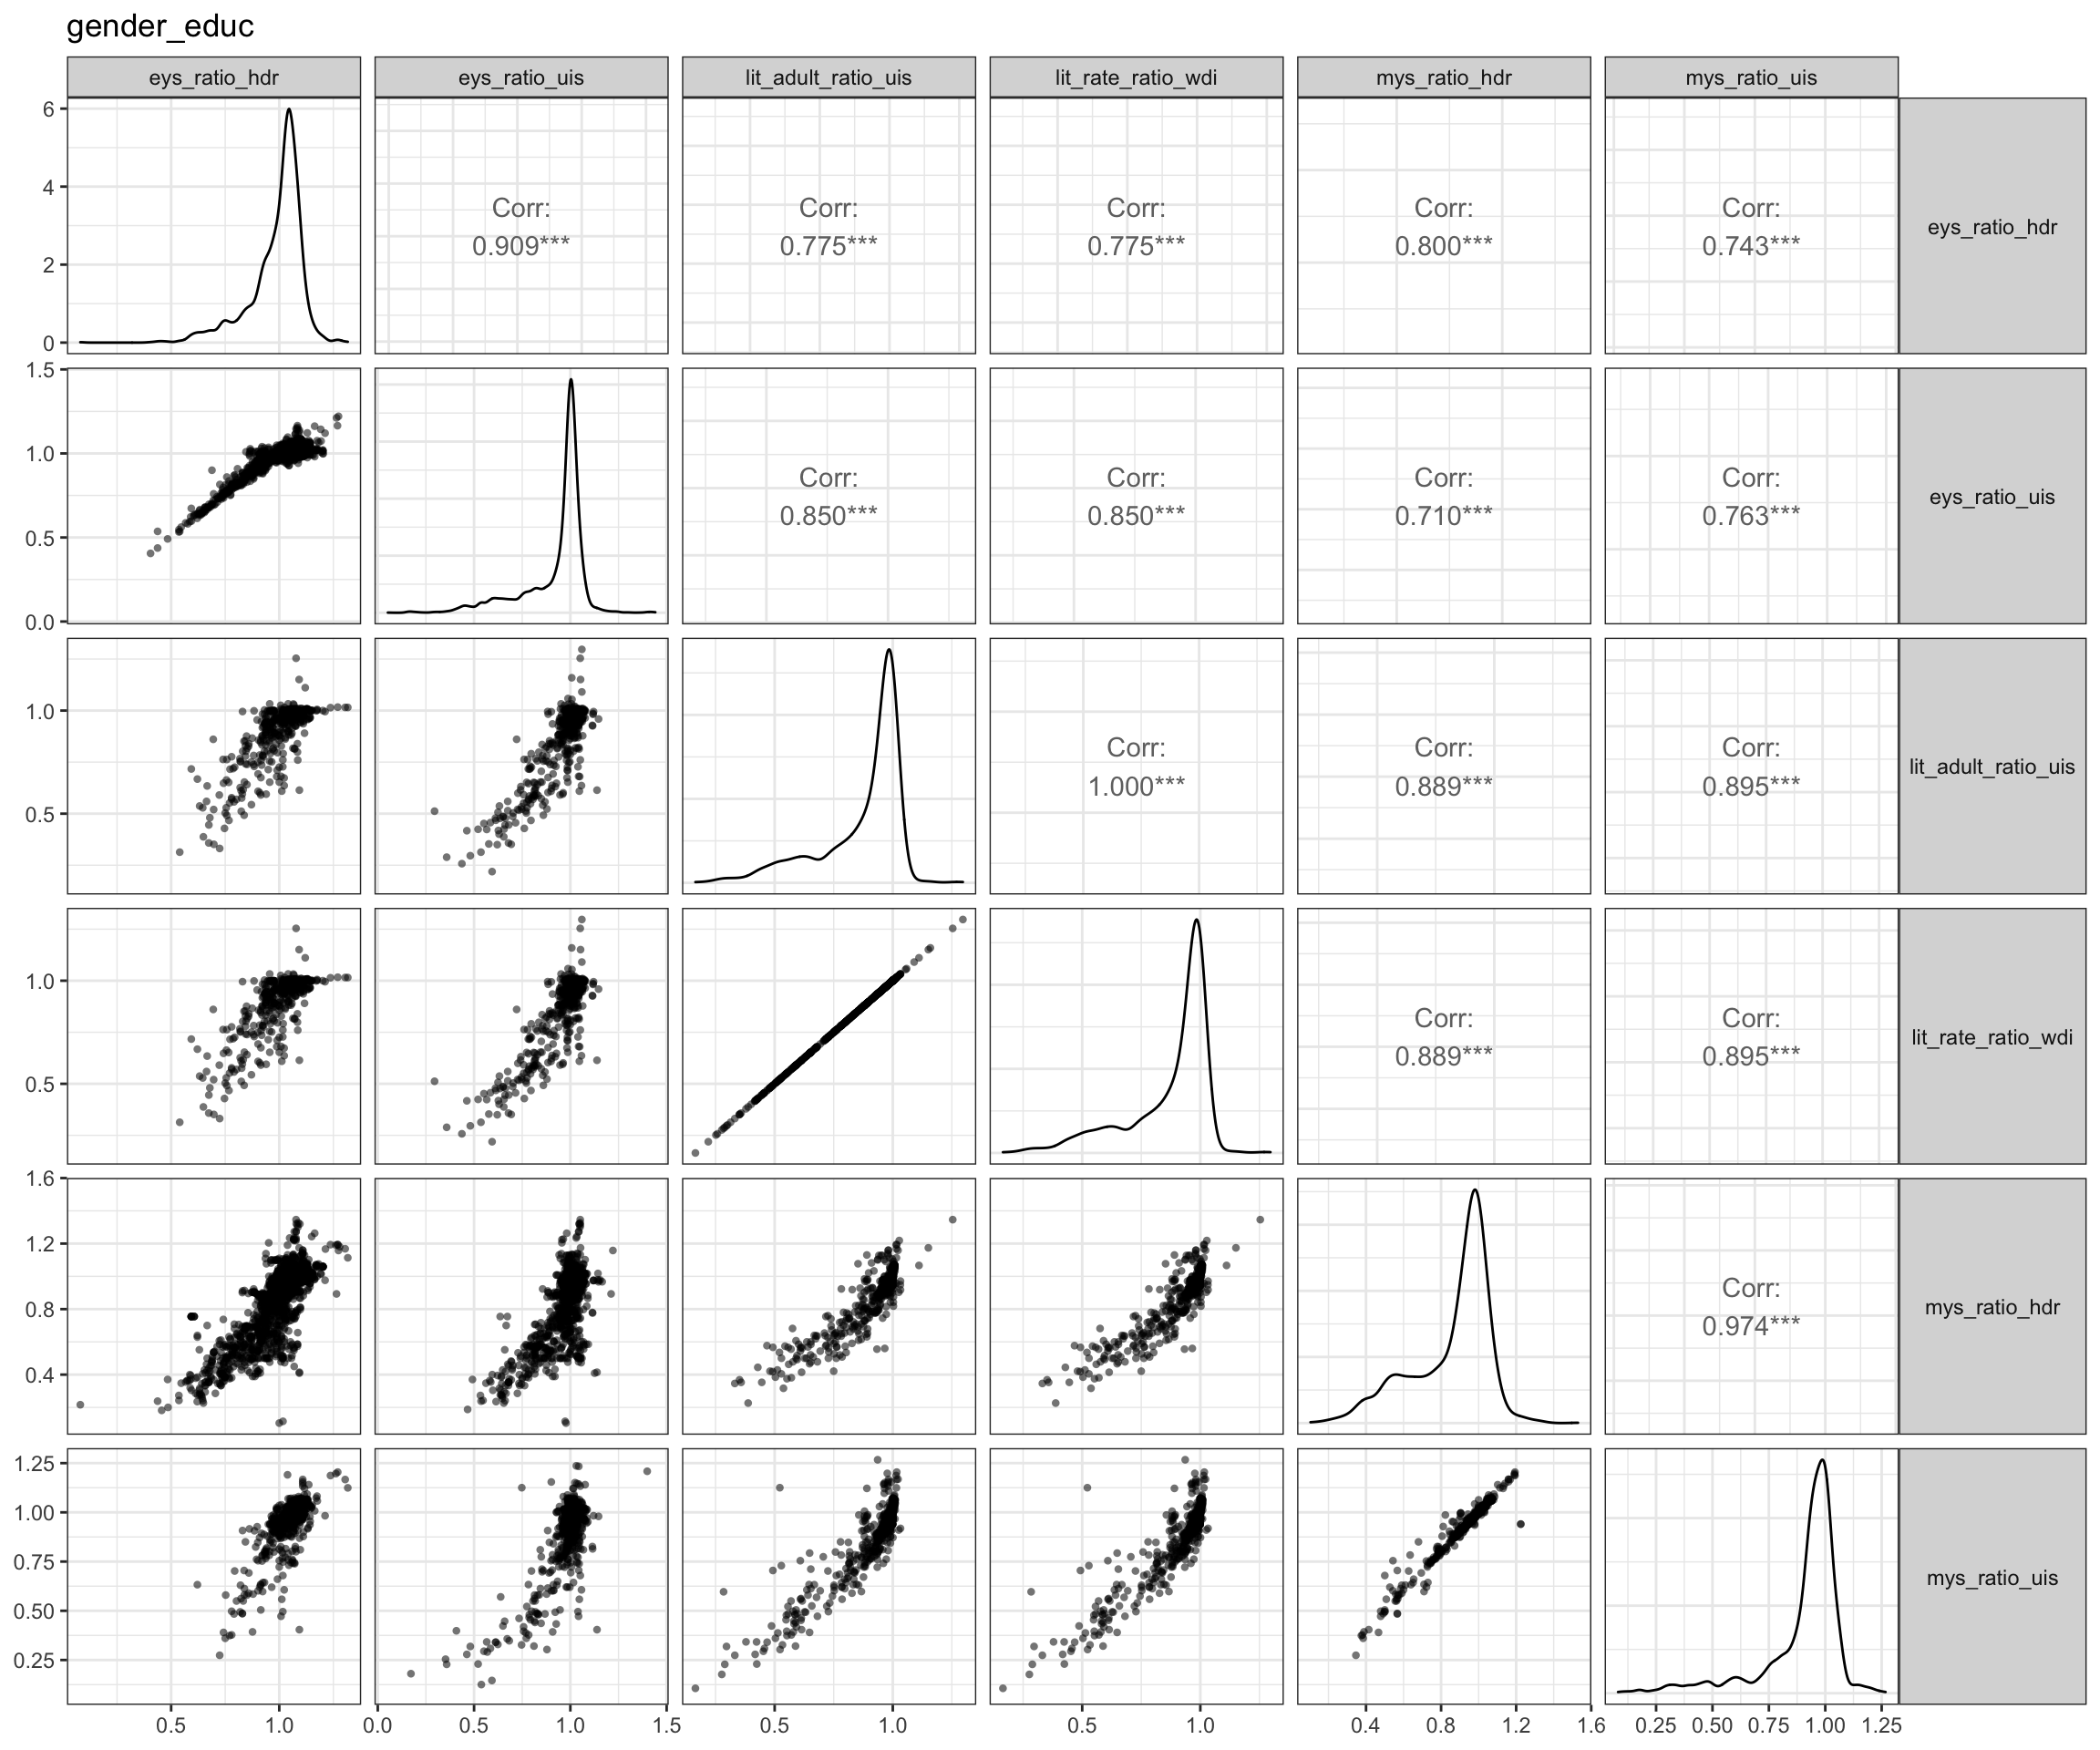 gender_educ
eys_ratio_hdr
eys_ratio_uis
lit_adult_ratio_uis
lit_rate_ratio_wdi
mys_ratio_hdr
mys_ratio_uis
6
4
2
0
Corr:
0.909***
Corr:
0.775***
Corr:
0.775***
Corr:
0.800***
Corr:
0.743***
eys_ratio_hdr
1.5
1.0
0.5
0.0
Corr:
0.850***
Corr:
0.850***
Corr:
0.710***
Corr:
0.763***
eys_ratio_uis
1.0
0.5
Corr:
1.000***
Corr:
0.889***
Corr:
0.895***
lit_adult_ratio_uis
1.0
0.5
Corr:
0.889***
Corr:
0.895***
lit_rate_ratio_wdi
1.6
1.2
0.8
0.4
Corr:
0.974***
mys_ratio_hdr
1.25
1.00
0.75
0.50
0.25
mys_ratio_uis
0.5 1.0
0.0 0.5 1.0 1.5
0.5 1.0
0.5 1.0
0.4 0.8 1.2 1.6
0.25 0.50 0.75 1.00 1.25